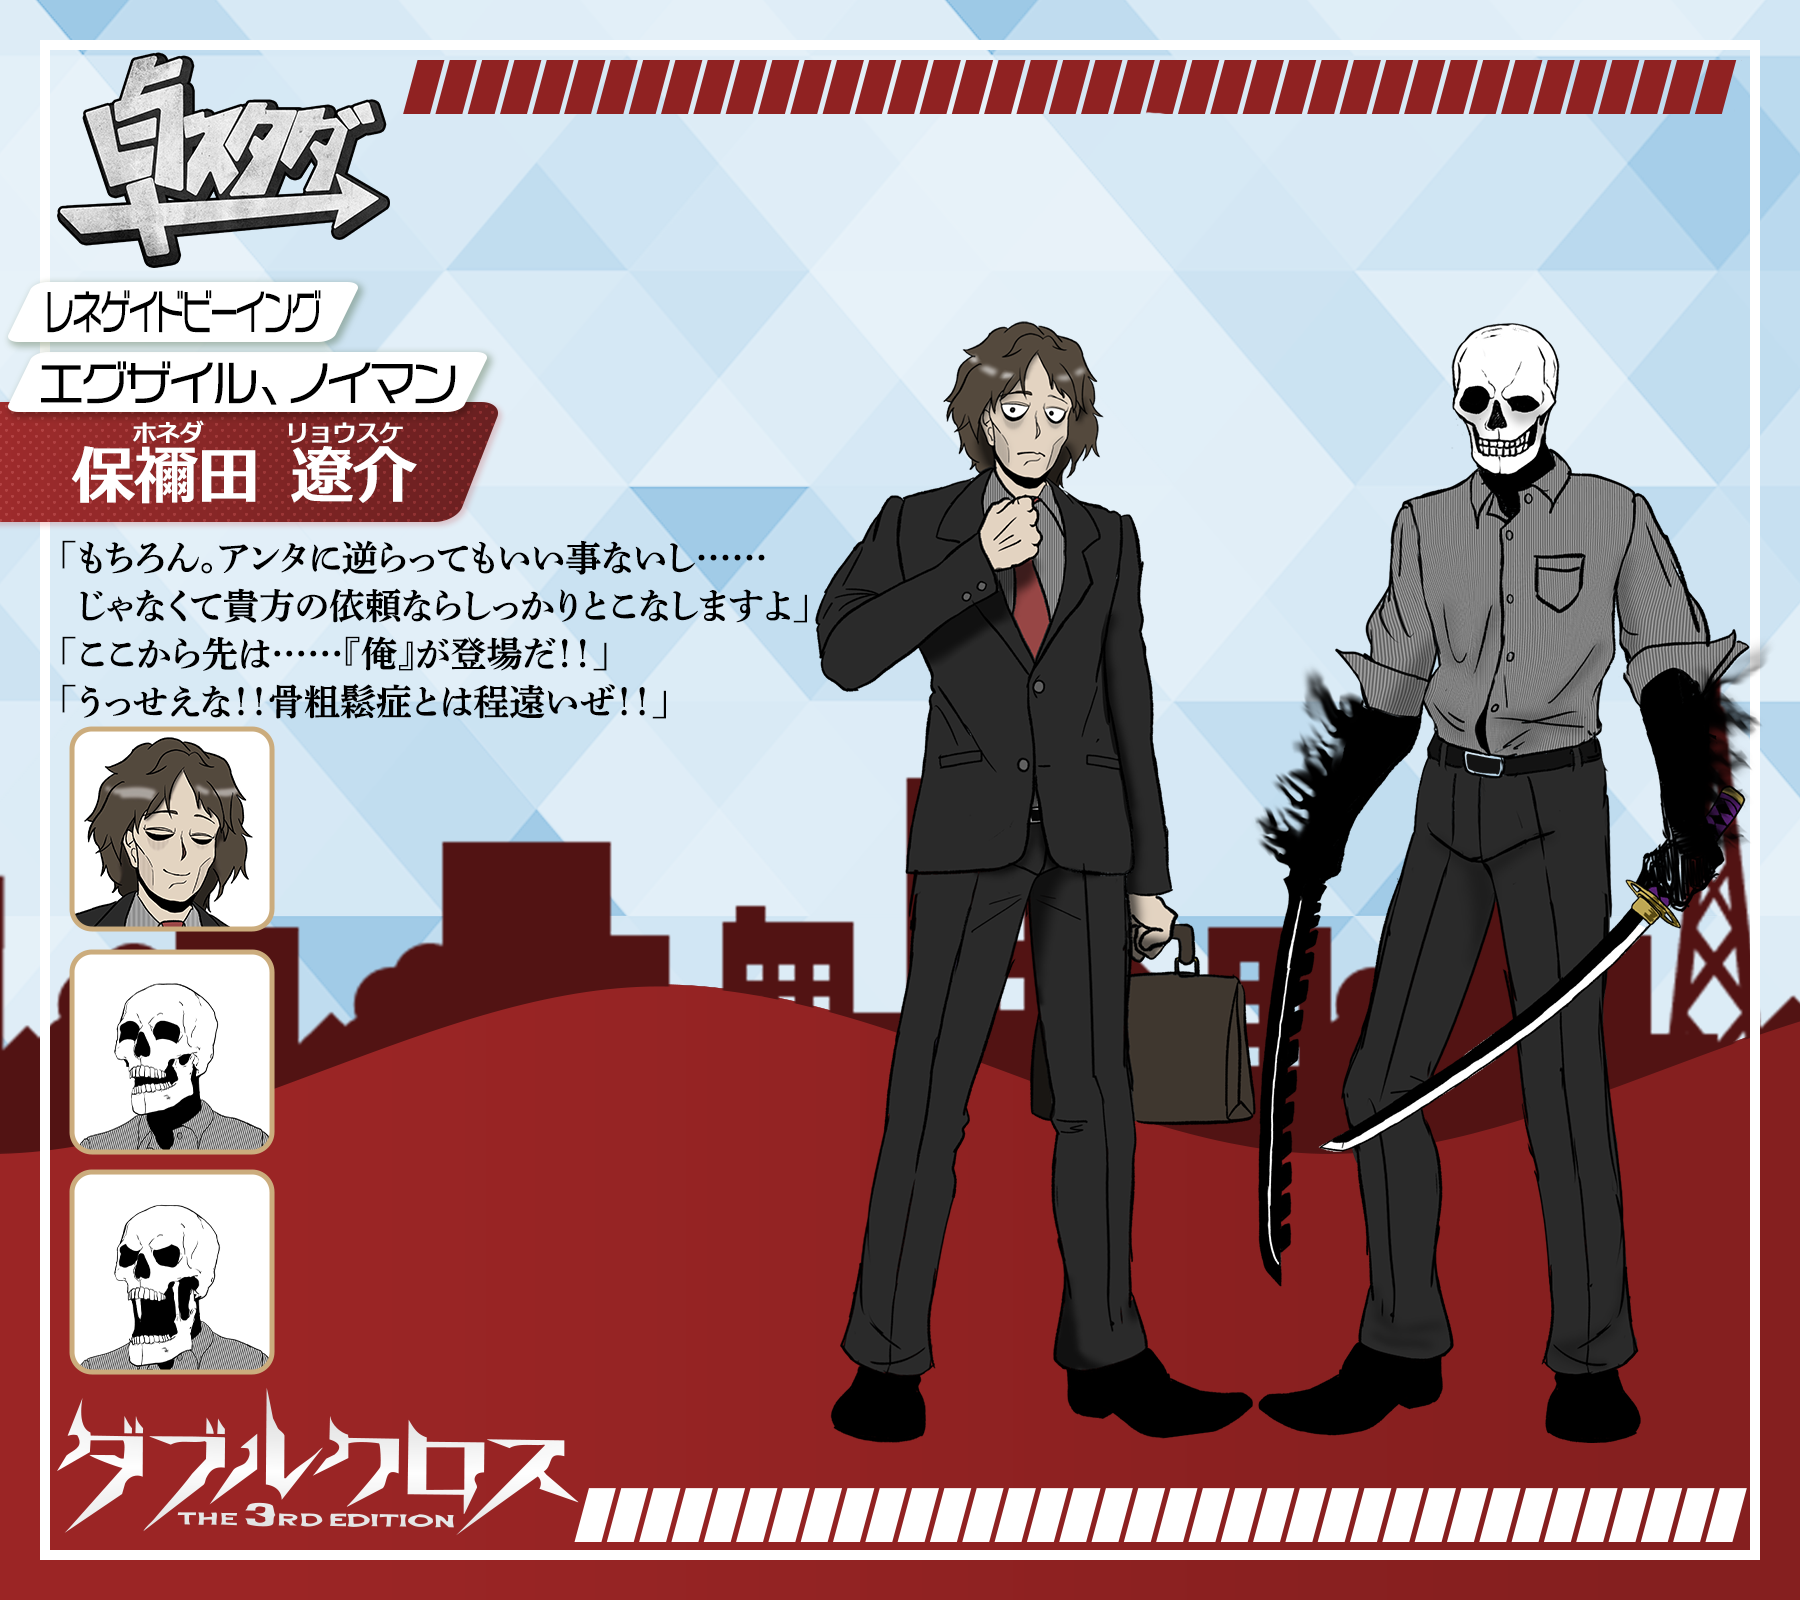 卓スタダ
レネゲイドビーイング
エグザイル、ノイマン
ホネダ リョウスケ
保禰田 遼介
「もちろん。アンタに逆らってもいい事ないし……
じゃなくて貴方の依頼ならしっかりとこなしますよ」
「ここから先は……『俺』が登場だ!!」
「うっせえな!!骨粗鬆症とは程遠いぜ!!」
ダブルクロス
THE 3RD EDITION